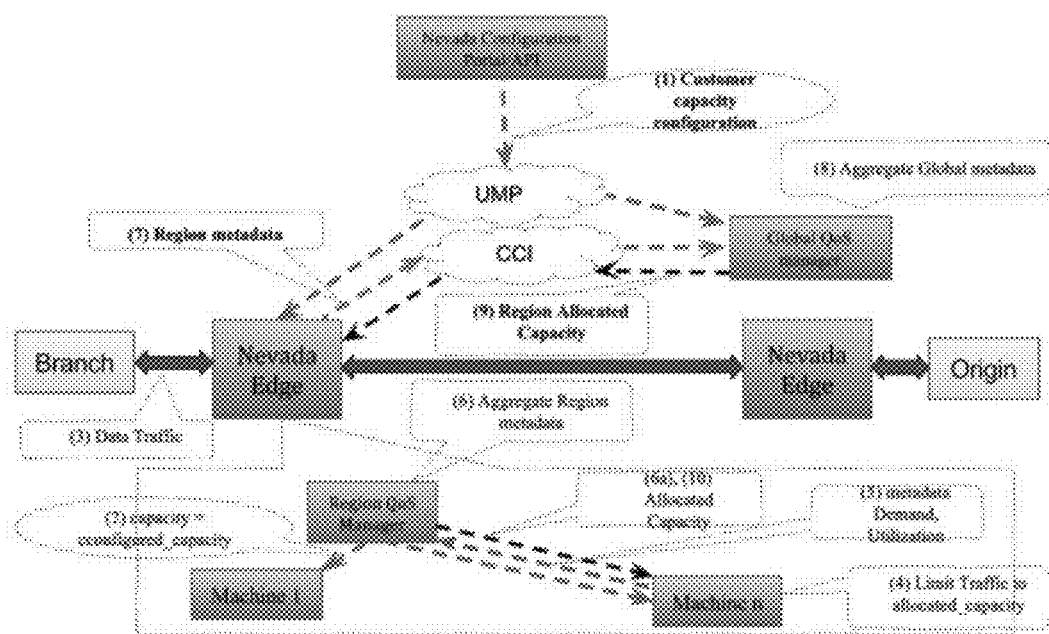 Nevada Configuration
Portal API
(1) Customer
capacity
configuration
(8) Aggregate Global metadata
UMP
(7) Region metadata
CCI
Global QoS
manager
(9) Region Allocated
Capacity
Branch
Nevada
Edge
Nevada
Edge
Origin
(6) Aggregate Region
metadata
(3) Data Traffic
(6a), (10)
Allocated
Capacity
(5) metadata
Demand,
Utilization
Region QoS
Manager
(2) capacity =
cconfigured_capacity
Machine 1
Machine n
(4) Limit Traffic to
allocated_capacity